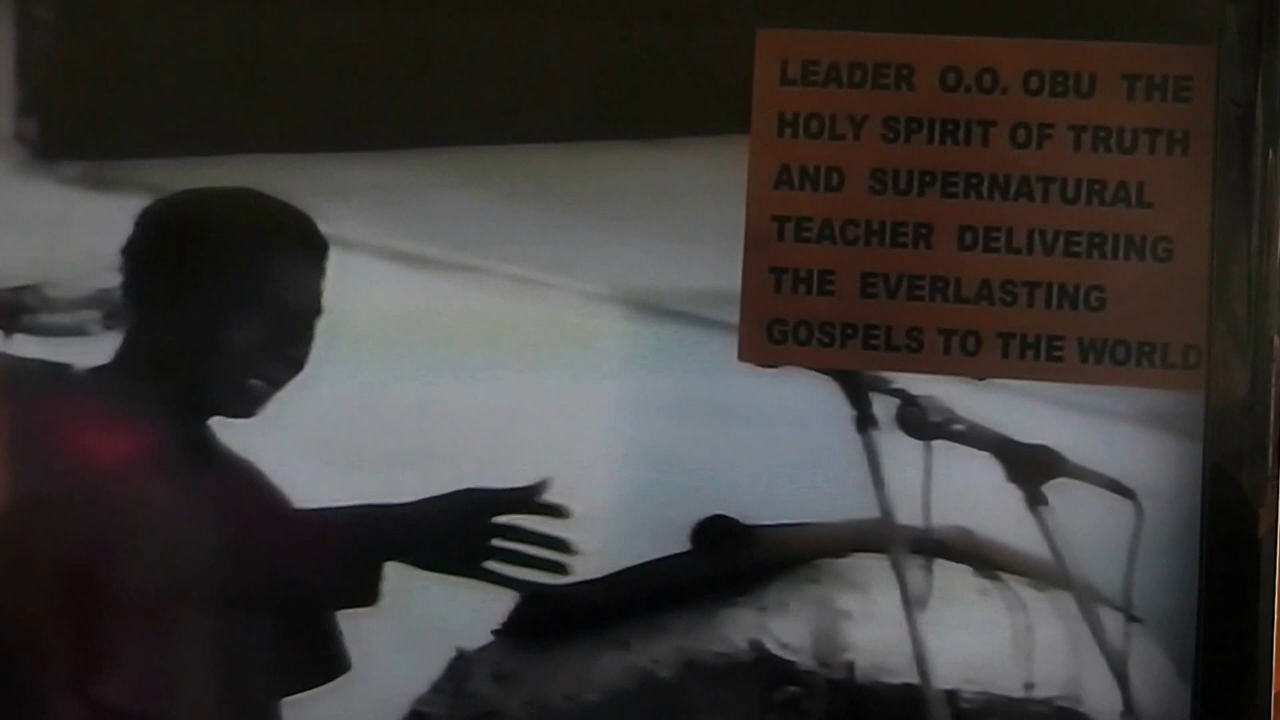 LEADER O.O. OBU THE
HOLY SPIRIT OF TRUTH
AND SUPERNATURAL
TEACHER DELIVERING
THE EVERLASTING
GOSPELS TO THE WORLD